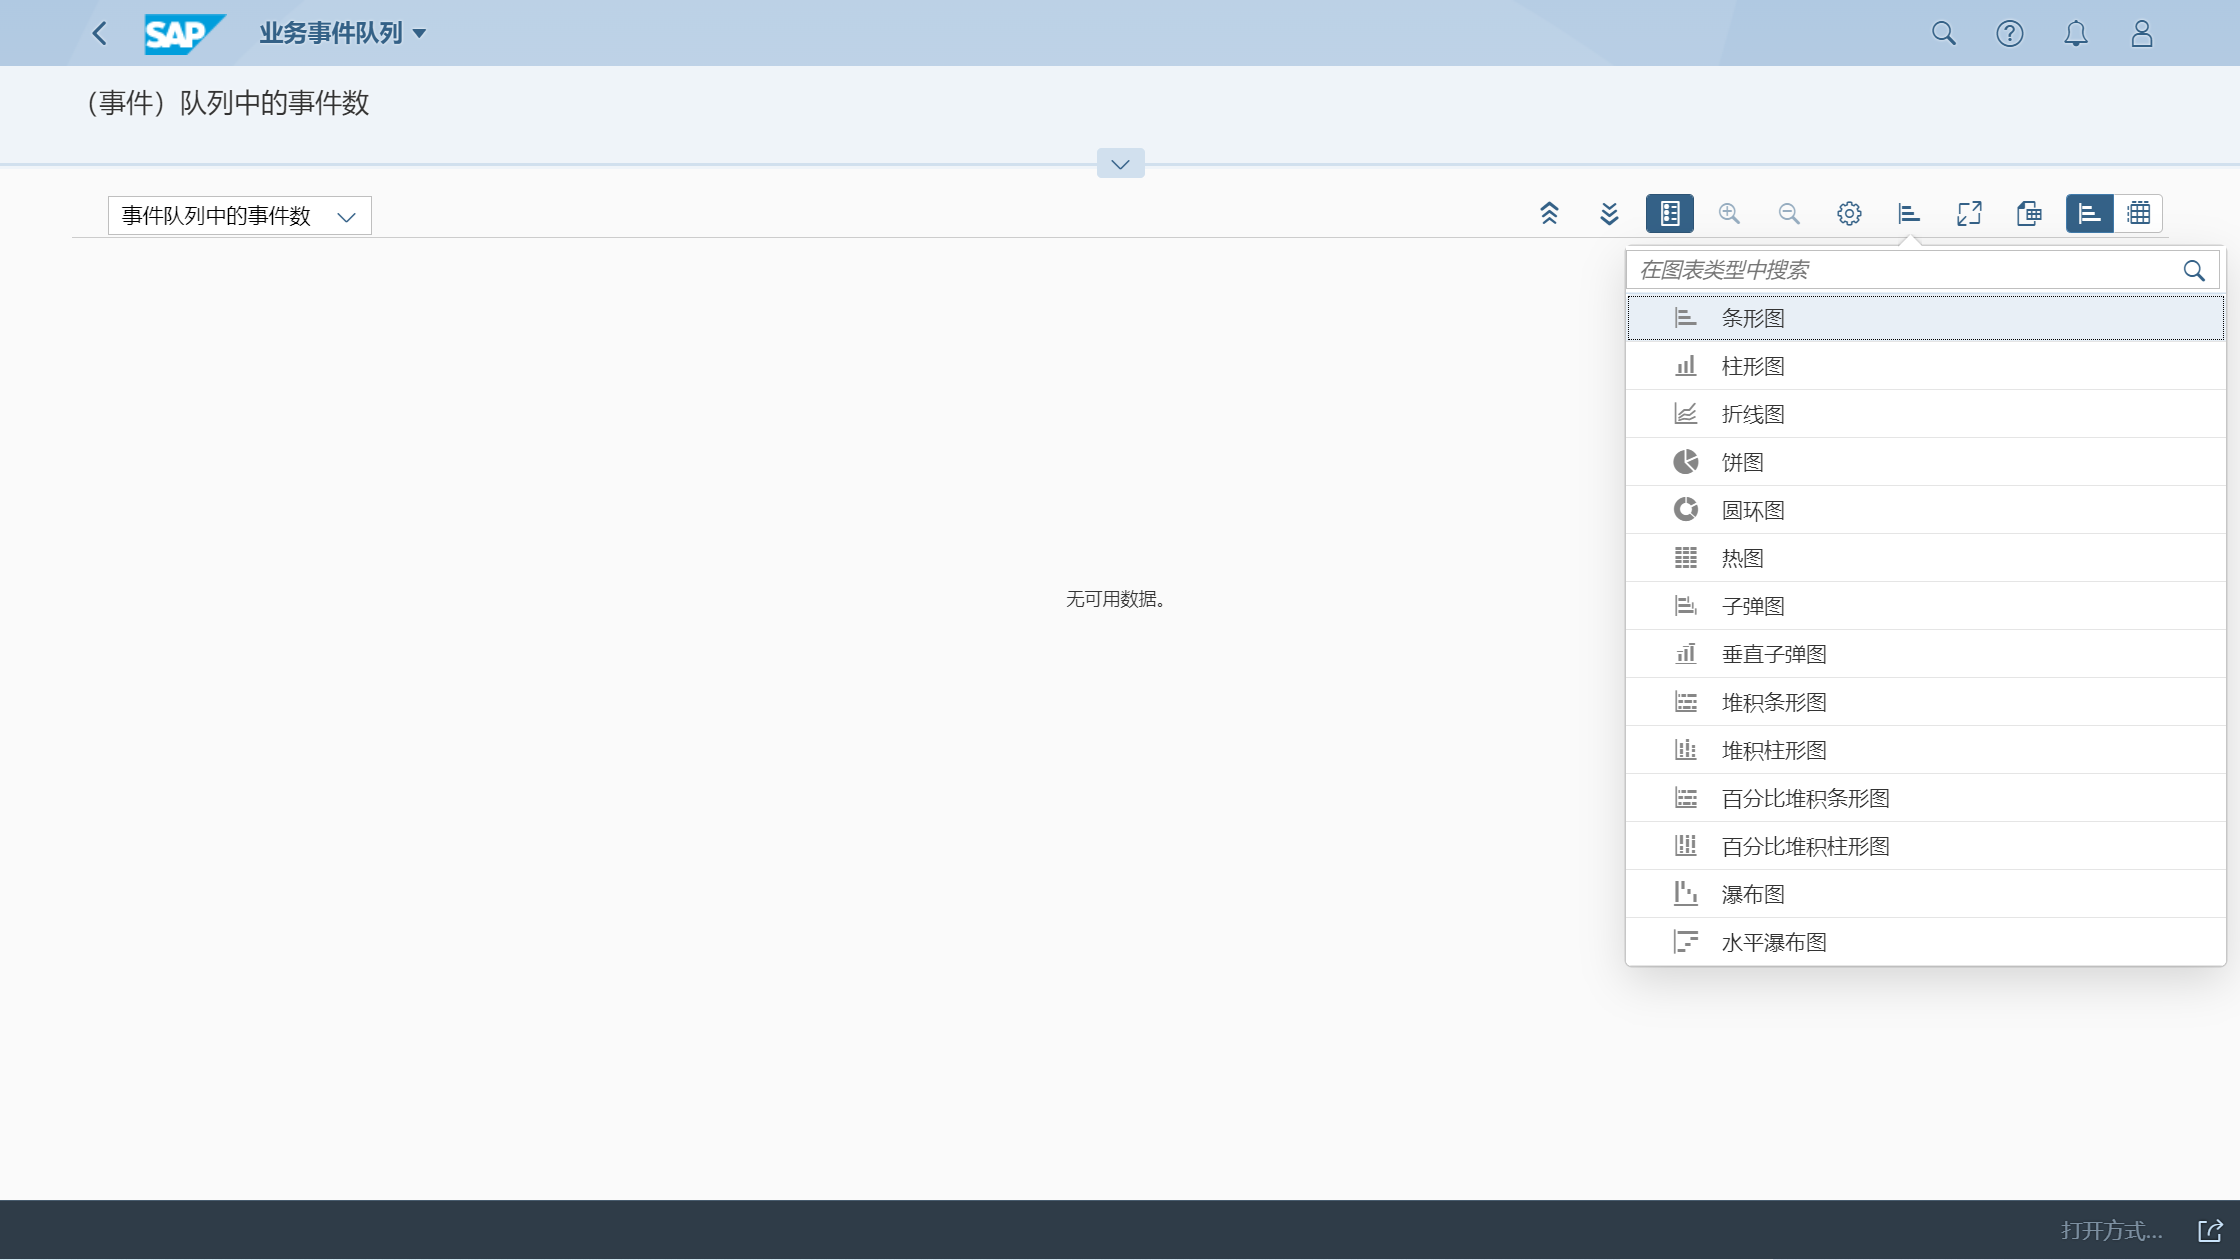 SAP
业务事件队列
（事件）队列中的事件数
事件队列中的事件数
在图表类型中搜索
条形图
柱形图
折线图
饼图
圆环图
热图
子弹图
垂直子弹图
堆积条形图
堆积柱形图
百分比堆积条形图
百分比堆积柱形图
瀑布图
水平瀑布图
无可用数据。
打开方式...